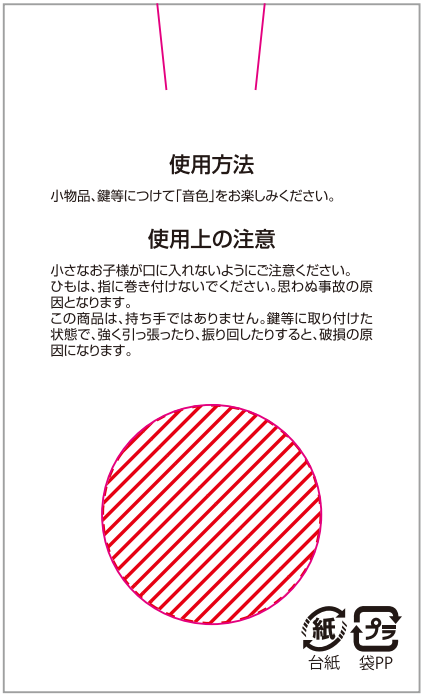 使用方法
小物品、鍵等につけて「音色」をお楽しみください。
使用上の注意
小さなお子様が口に入れないようにご注意ください。
ひもは、指に巻き付けないでください。思わぬ事故の原
因となります。
この商品は、持ち手ではありません。鍵等に取り付けた
状態で、強く引っ張ったり、振り回したりすると、破損の原
因になります。
紙 プラ
台紙 袋PP